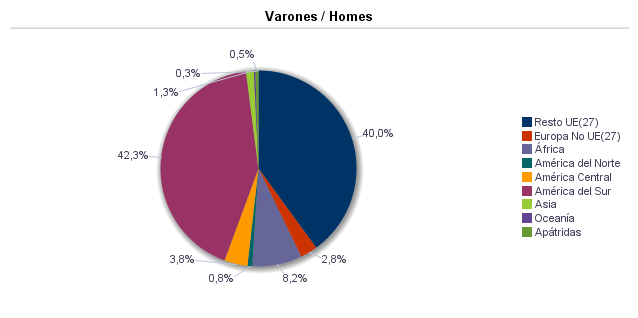 Varones / Homes
0,5%
0,3%
1,3%
40,0%
42,3%
3,8%
0,8%
8,2%
2,8%
Resto UE(27)
Europa No UE(27)
África
América del Norte
América Central
América del Sur
Asia
Oceanía
Apátridas